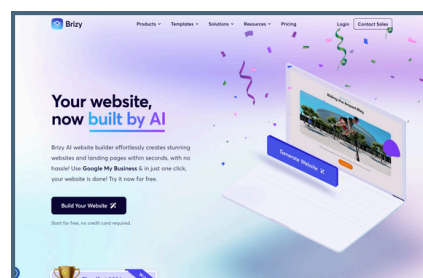 Brizy
Products
Templates
Solutions
Resources
Pricing
Login
Contact Sales
Your website,
now built by AI
Brizy AI website builder effortlessly creates stunning
websites and landing pages within seconds, with no
hassle! Use Google My Business & in just one click,
your website is done! Try it now for free.
Build Your Website
Start for free, no credit card required.
Generate Website